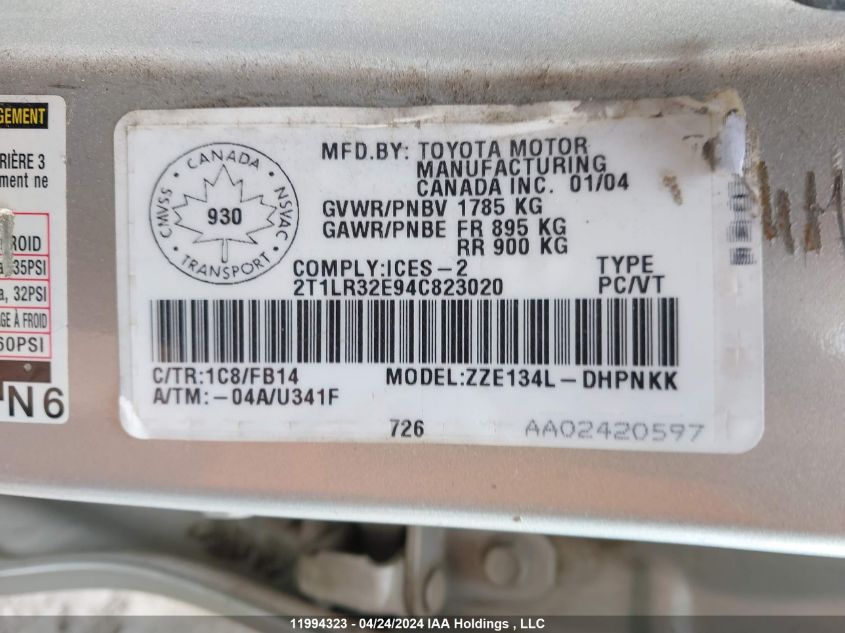 GEMENT
RIÈRE 3
ment ne
ROID
a, 35PSI
a, 32PSI
GE À FROID
60PSI
N6
CANADA
CMVSS
NSVAC
930
TRANSPORT
MFD.BY: TOYOTA MOTOR
MANUFACTURING
CANADA INC. 01/04
GVWR/PNBV 1785 KG
GAWR/PNBE FR 895 KG
RR 900 KG
COMPLY:ICES-2 TYPE
2T1LR32E94C823020 PC/VT
C/TR:1C8/FB14 MODEL:ZZE134L-DHPNKK
A/TM:-04A/U341F
726 AA02420597
11994323 - 04/24/2024 IAA Holdings , LLC